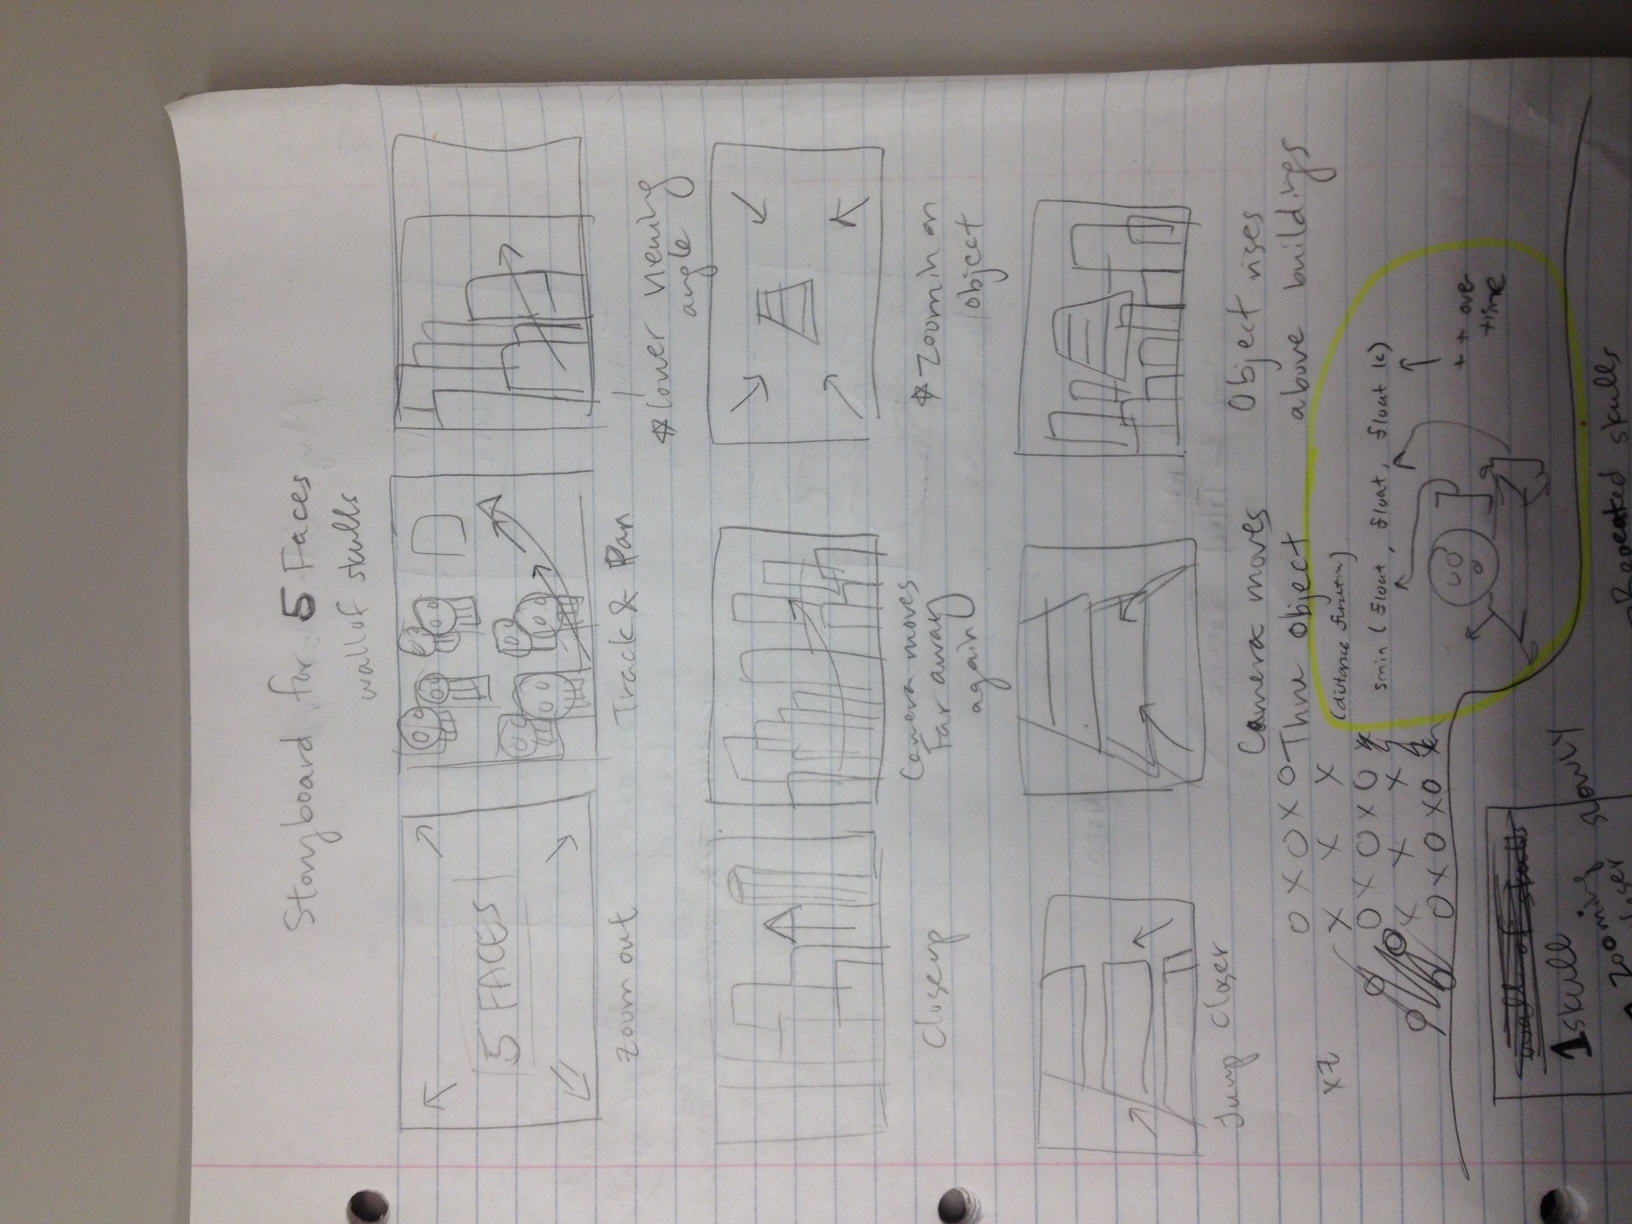 Storyboard for 5 Faces
wall of skulls
5 FACES
Zoom out
Track & Pan
lower viewing
angle
Closeup
Camera moves
Far away
again
Zoom in on
object
Jump Closer
Camera moves
Thru object
Object rises
above buildings
O X O X O
X X X
O X O X O
X X X
O X O X O
(distance function)
smin ( float , float , float k)
+ + over
time
wall of skulls
1 skull
zooming
closer slowly
Repeated skulls